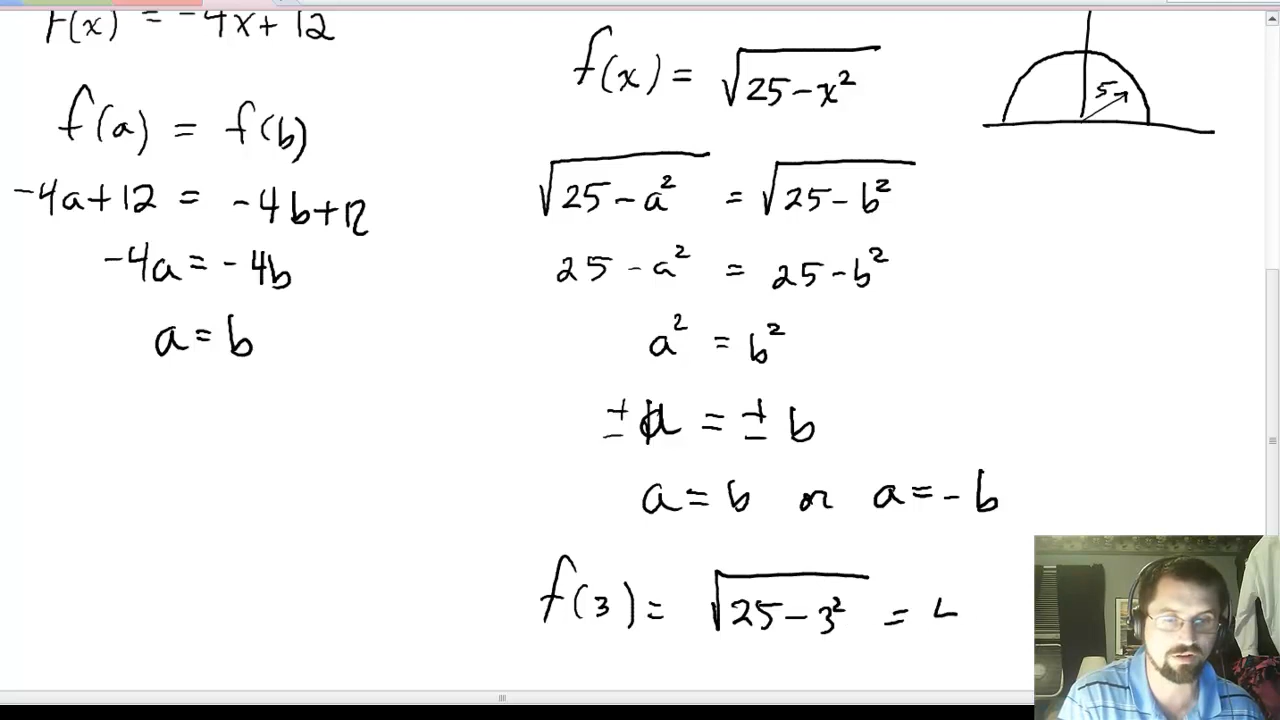 f(x) = -4x+12
f(a) = f(b)
-4a+12 = -4b+12
-4a = -4b
a = b
f(x) = √(25-x²)
√(25-a²) = √(25-b²)
25-a² = 25-b²
a² = b²
±a = ±b
a = b or a = -b
f(3) = √(25-3²) =
5